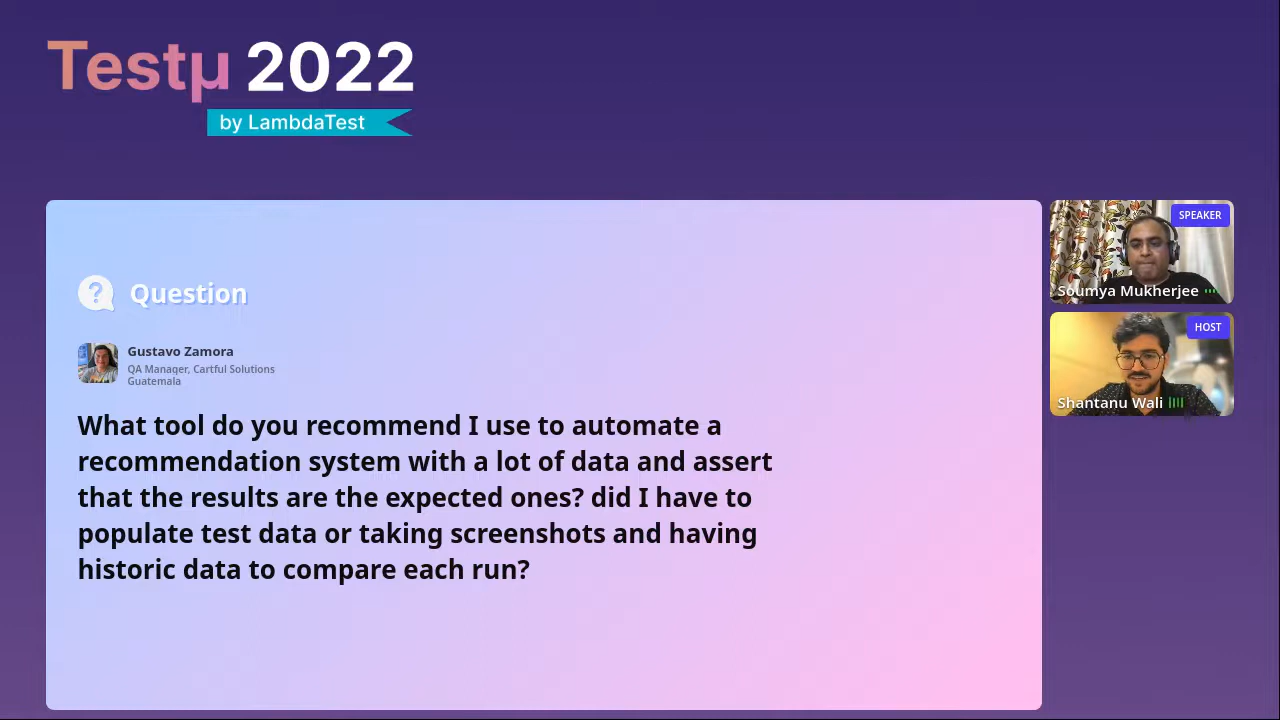 Testμ 2022
by LambdaTest
SPEAKER
Soumya Mukherjee
HOST
Shantanu Wali
Question
Gustavo Zamora
QA Manager, Cartful Solutions
Guatemala
What tool do you recommend I use to automate a
recommendation system with a lot of data and assert
that the results are the expected ones? did I have to
populate test data or taking screenshots and having
historic data to compare each run?